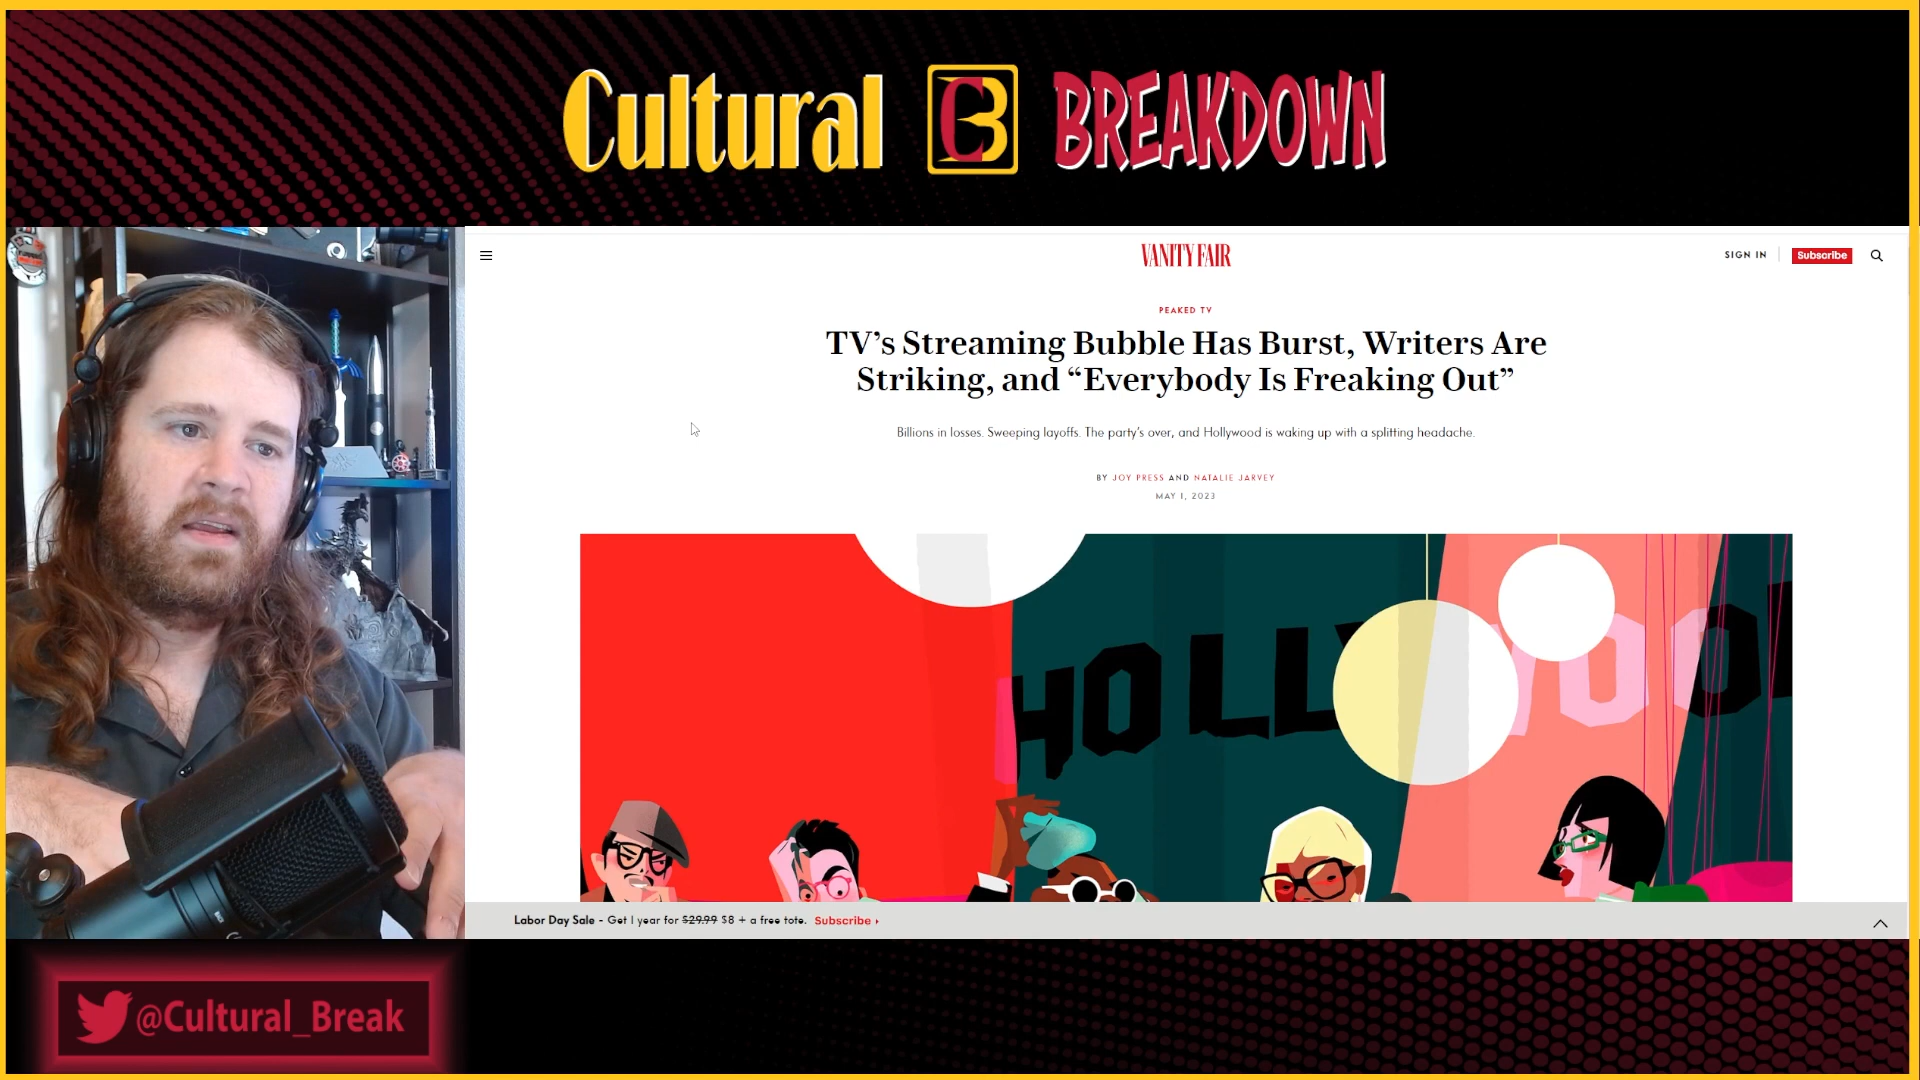 Cultural CB BREAKDOWN
VANITY FAIR
SIGN IN
Subscribe
PEAKED TV
TV’s Streaming Bubble Has Burst, Writers Are
Striking, and “Everybody Is Freaking Out”
Billions in losses. Sweeping layoffs. The party’s over, and Hollywood is waking up with a splitting headache.
BY JOY PRESS AND NATALIE JARVEY
MAY 1, 2023
HOLLYWOOD
Labor Day Sale - Get 1 year for $29.99 $8 + a free tote. Subscribe
@Cultural_Break